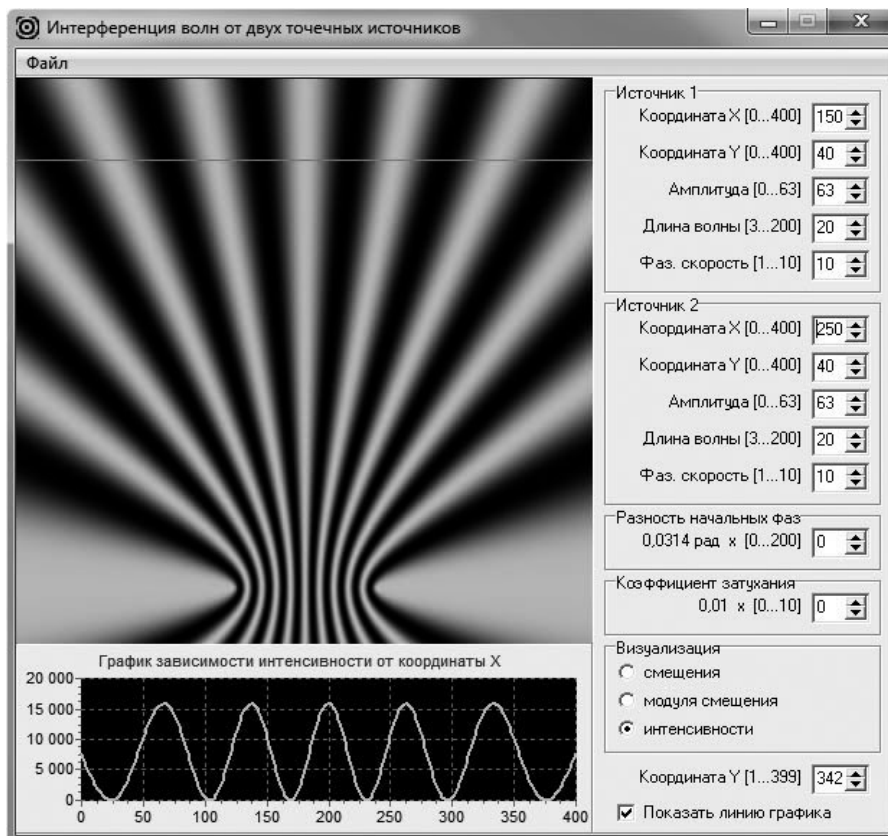 Интерференция волн от двух точечных источников
Файл
Источник 1
Координата X [0...400] 150
Координата Y [0...400] 40
Амплитуда [0...63] 63
Длина волны [3...200] 20
Фаз. скорость [1...10] 10
Источник 2
Координата X [0...400] 250
Координата Y [0...400] 40
Амплитуда [0...63] 63
Длина волны [3...200] 20
Фаз. скорость [1...10] 10
Разность начальных фаз
0,0314 рад x [0...200] 0
Коэффициент затухания
0,01 x [0...10] 0
Визуализация
смещения
модуля смещения
интенсивности
Координата Y [1...399] 342
Показать линию графика
График зависимости интенсивности от координаты X
20 000
15 000
10 000
5 000
0
0 50 100 150 200 250 300 350 400